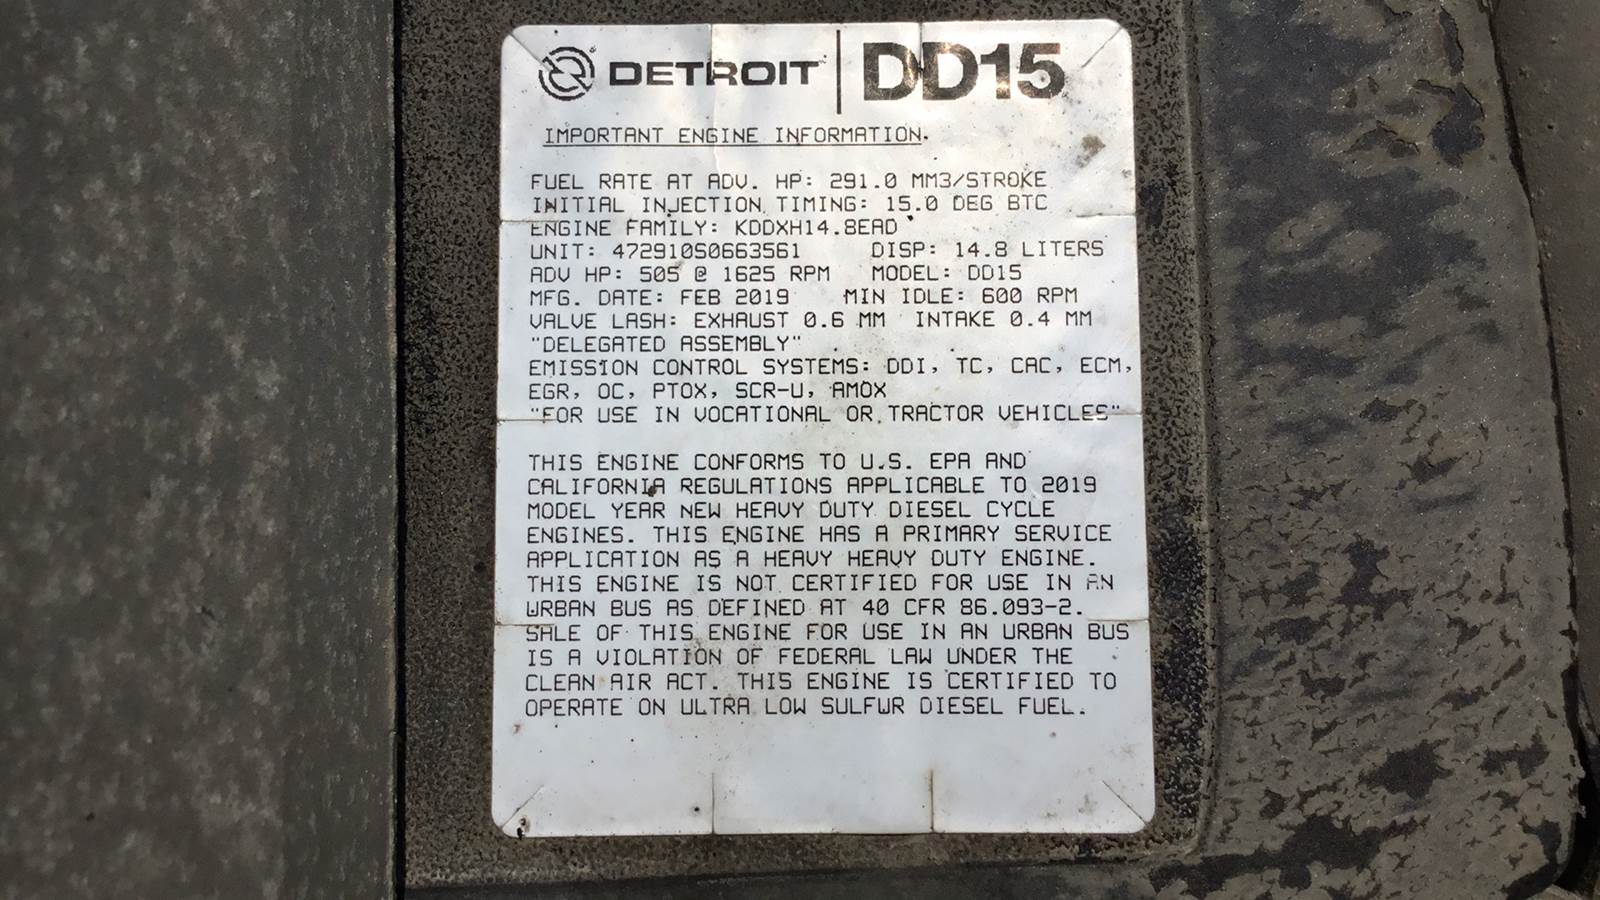 DETROIT | DD15
IMPORTANT ENGINE INFORMATION.
FUEL RATE AT ADV. HP: 291.0 MM3/STROKE
INITIAL INJECTION TIMING: 15.0 DEG BTC
ENGINE FAMILY: KDDXH14.8EAD
UNIT: 472910S0663561 DISP: 14.8 LITERS
ADV HP: 505 @ 1625 RPM MODEL: DD15
MFG. DATE: FEB 2019 MIN IDLE: 600 RPM
VALVE LASH: EXHAUST 0.6 MM INTAKE 0.4 MM
"DELEGATED ASSEMBLY"
EMISSION CONTROL SYSTEMS: DDI, TC, CAC, ECM,
EGR, OC, PTOX, SCR-U, AMOX
"FOR USE IN VOCATIONAL OR TRACTOR VEHICLES"
THIS ENGINE CONFORMS TO U.S. EPA AND
CALIFORNIA REGULATIONS APPLICABLE TO 2019
MODEL YEAR NEW HEAVY DUTY DIESEL CYCLE
ENGINES. THIS ENGINE HAS A PRIMARY SERVICE
APPLICATION AS A HEAVY HEAVY DUTY ENGINE.
THIS ENGINE IS NOT CERTIFIED FOR USE IN AN
URBAN BUS AS DEFINED AT 40 CFR 86.093-2.
SALE OF THIS ENGINE FOR USE IN AN URBAN BUS
IS A VIOLATION OF FEDERAL LAW UNDER THE
CLEAN AIR ACT. THIS ENGINE IS CERTIFIED TO
OPERATE ON ULTRA LOW SULFUR DIESEL FUEL.